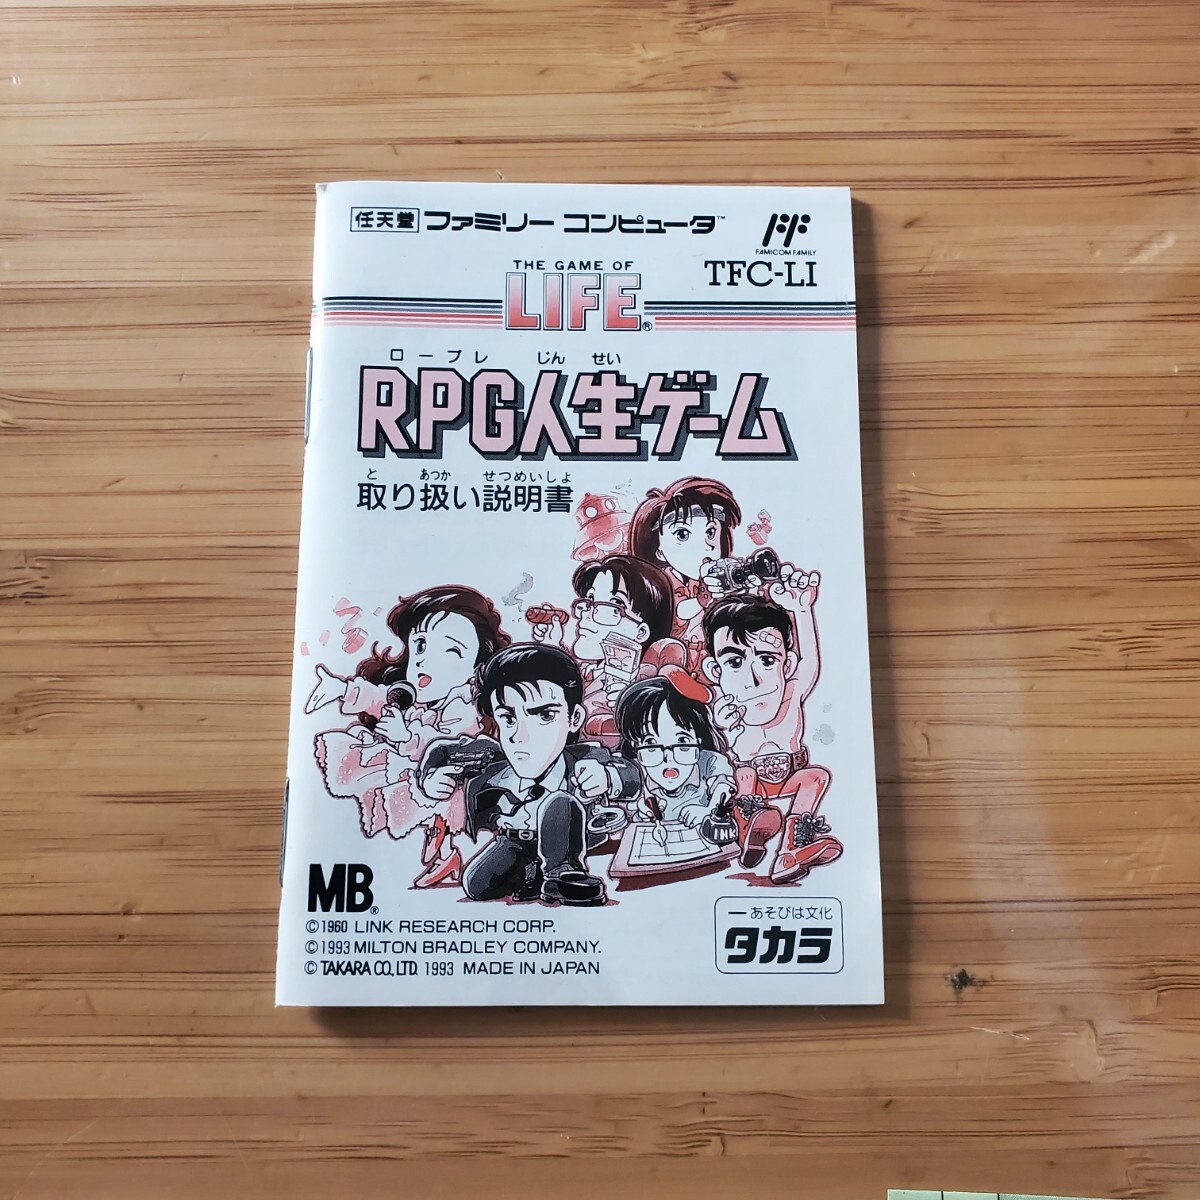 任天堂 ファミリーコンピュータ™
FAMICOM FAMILY
TFC-LI
THE GAME OF
LIFE®
ロープレ じん せい
RPG人生ゲーム
と あつか せつめいしょ
取り扱い説明書
INK
MB®
©1960 LINK RESEARCH CORP.
©1993 MILTON BRADLEY COMPANY.
© TAKARA CO., LTD. 1993 MADE IN JAPAN
ーあそびは文化
タカラ